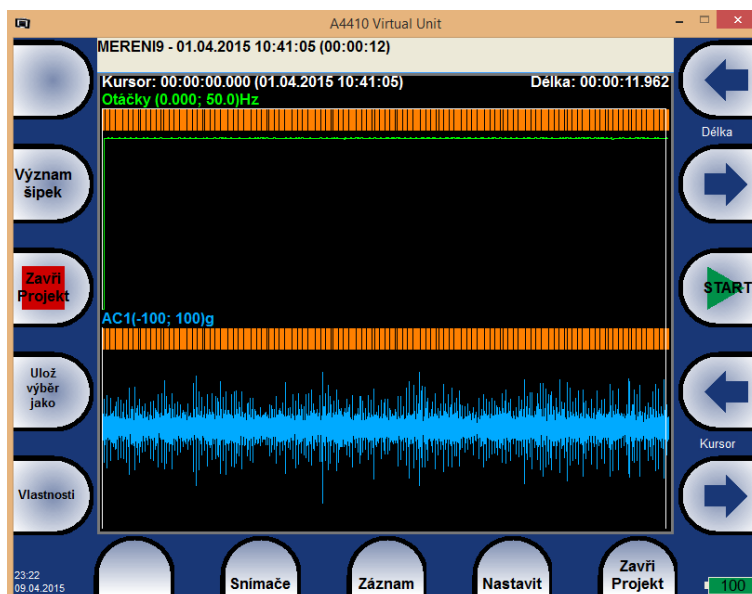 A4410 Virtual Unit
MERENI9 - 01.04.2015 10:41:05 (00:00:12)
Kursor: 00:00:00.000 (01.04.2015 10:41:05)
Délka: 00:00:11.962
Otáčky (0.000; 50.0)Hz
Délka
Význam
šipek
Zavři
Projekt
START
AC1(-100; 100)g
Ulož
výběr
jako
Kursor
Vlastnosti
23:22
09.04.2015
Snímače
Záznam
Nastavit
Zavři
Projekt
100